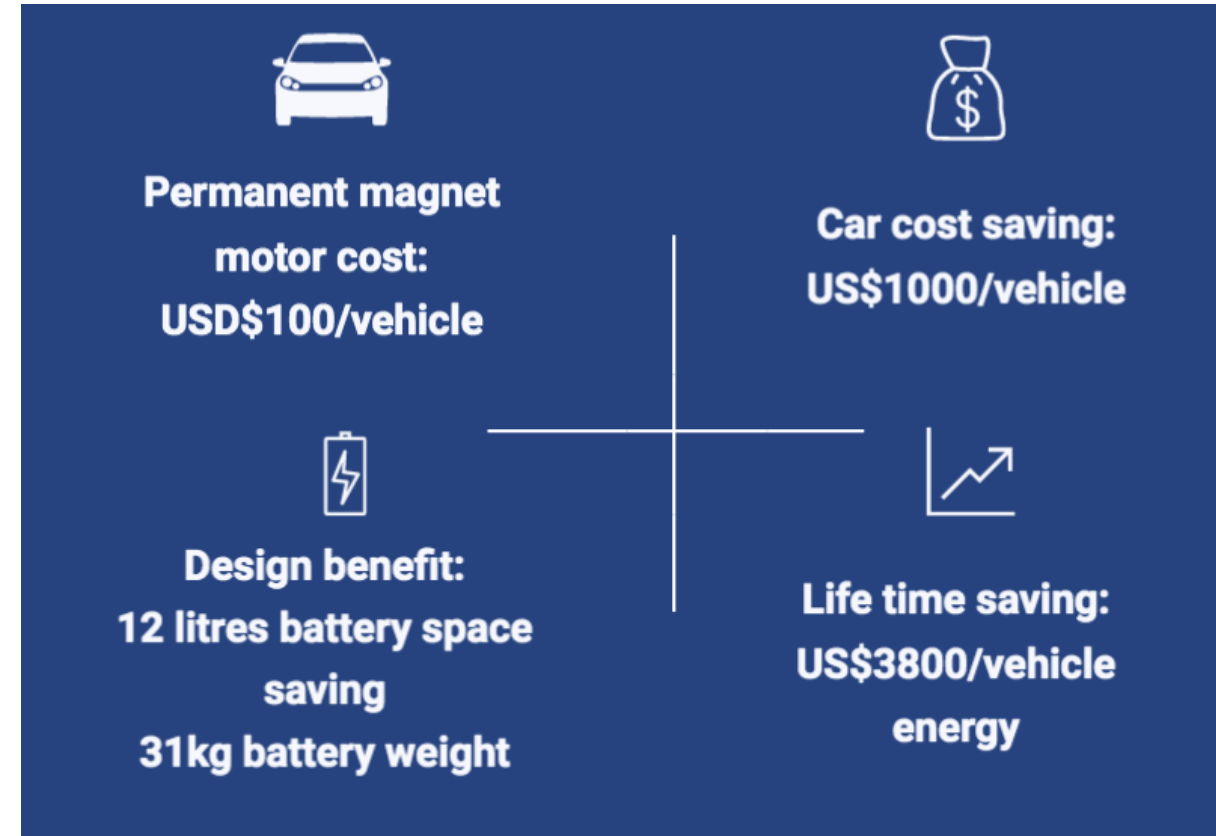 Permanent magnet
motor cost:
USD$100/vehicle
$
Car cost saving:
US$1000/vehicle
Design benefit:
12 litres battery space
saving
31kg battery weight
Life time saving:
US$3800/vehicle
energy